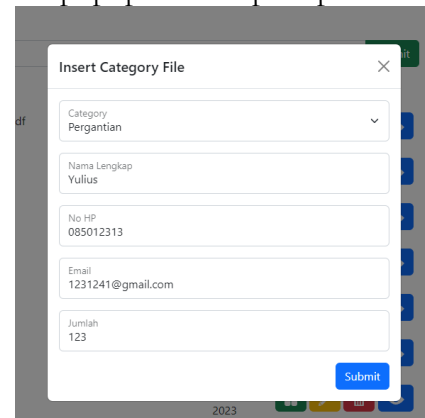 Insert Category File
df
Category
Pergantian
Nama Lengkap
Yulius
No HP
085012313
Email
1231241@gmail.com
Jumlah
123
Submit
2023